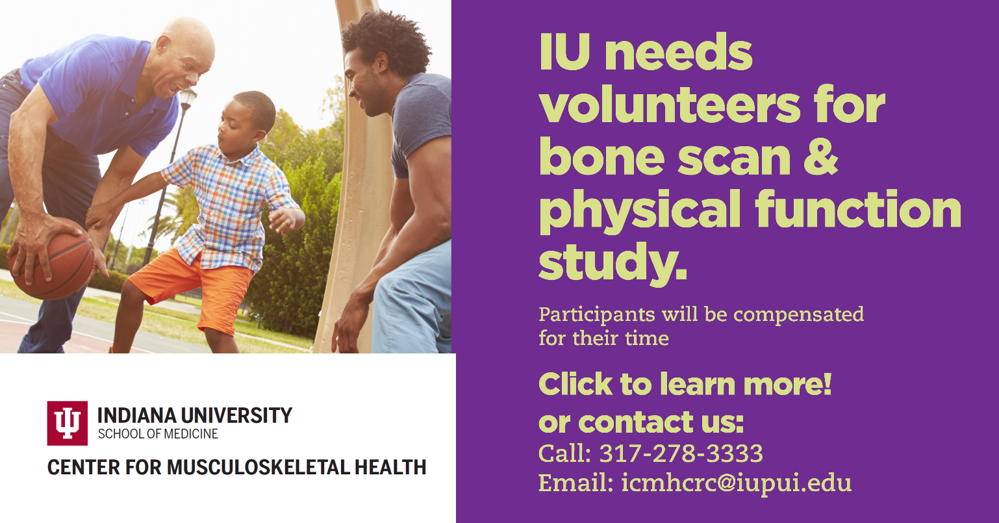 IU needs
volunteers for
bone scan &
physical function
study.
Participants will be compensated
for their time
Click to learn more!
or contact us:
Call: 317-278-3333
Email: icmhcrc@iupui.edu
INDIANA UNIVERSITY
SCHOOL OF MEDICINE
CENTER FOR MUSCULOSKELETAL HEALTH